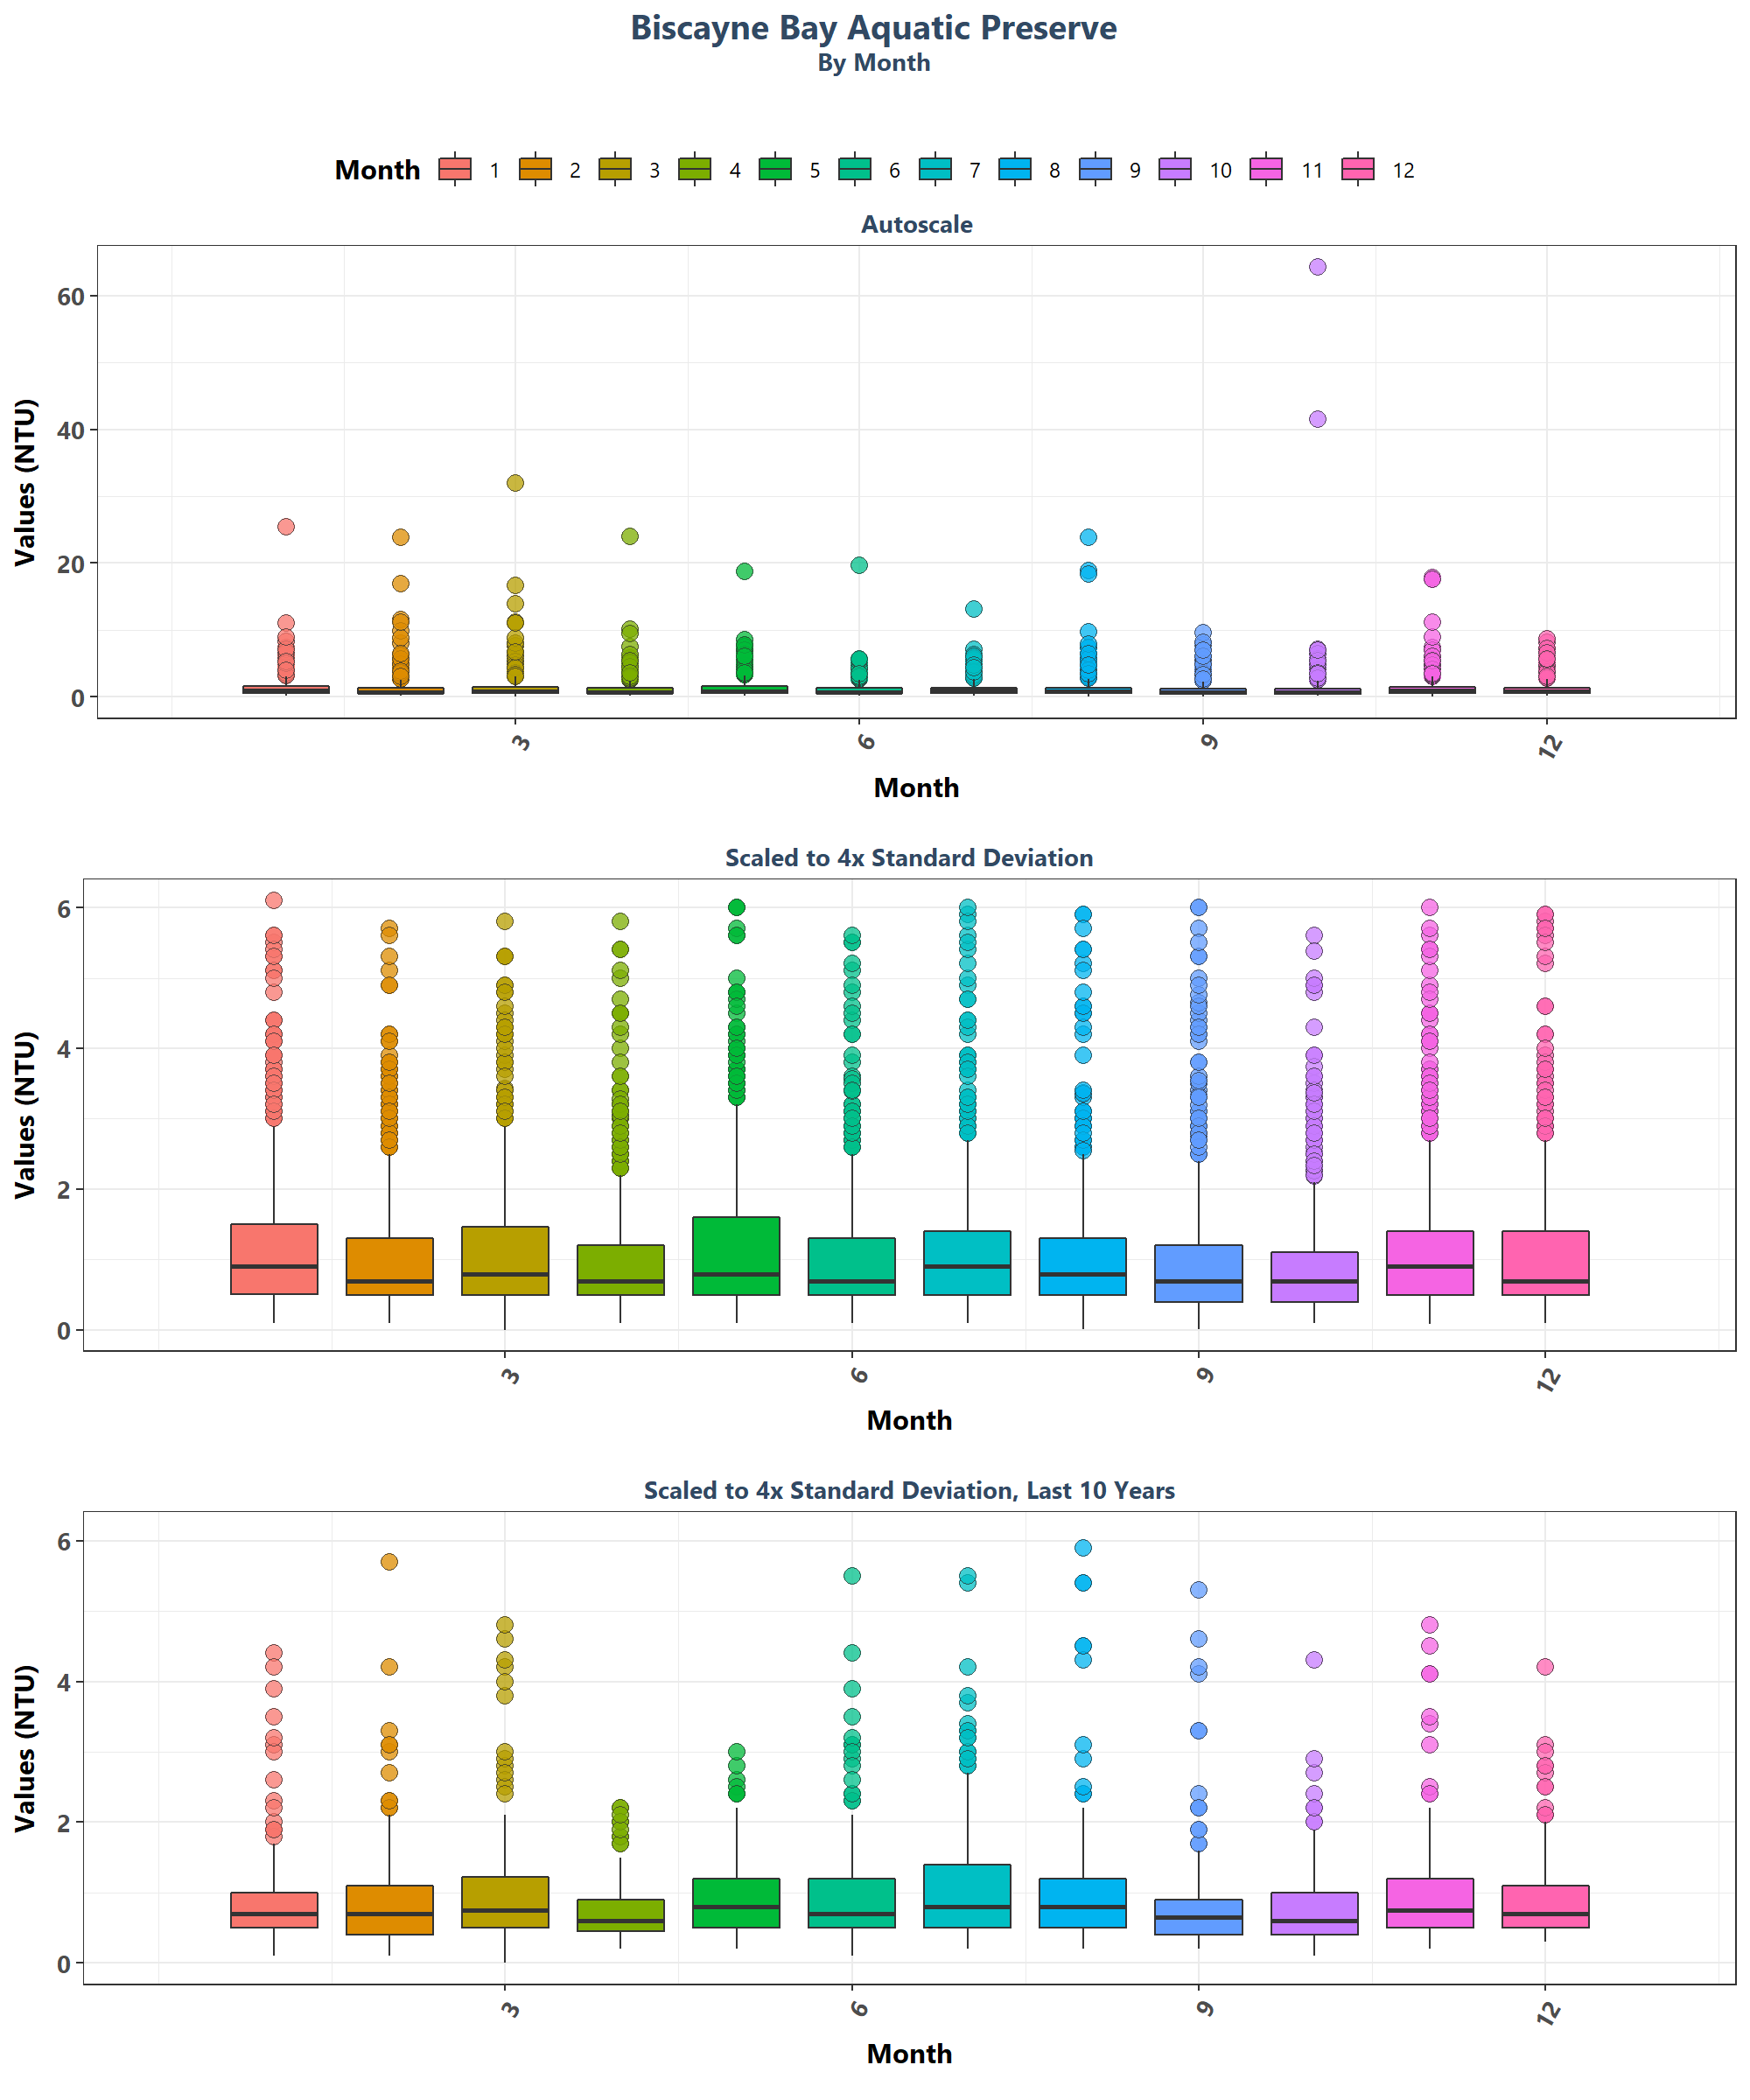 Biscayne Bay Aquatic Preserve
By Month
Month 1 2 3 4 5 6 7 8 9 10 11 12
Autoscale
Values (NTU)
60
40
20
0
3 6 9 12
Month
Scaled to 4x Standard Deviation
Values (NTU)
6
4
2
0
3 6 9 12
Month
Scaled to 4x Standard Deviation, Last 10 Years
Values (NTU)
6
4
2
0
3 6 9 12
Month